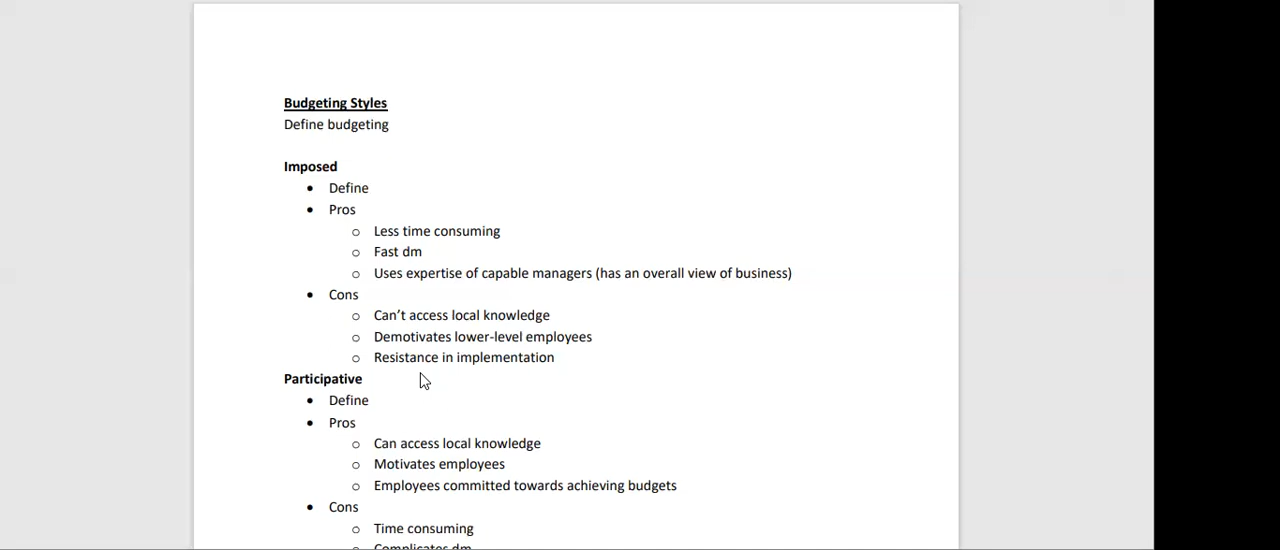 Budgeting Styles
Define budgeting
Imposed
• Define
• Pros
o Less time consuming
o Fast dm
o Uses expertise of capable managers (has an overall view of business)
• Cons
o Can’t access local knowledge
o Demotivates lower-level employees
o Resistance in implementation
Participative
• Define
• Pros
o Can access local knowledge
o Motivates employees
o Employees committed towards achieving budgets
• Cons
o Time consuming
o Complicates dm